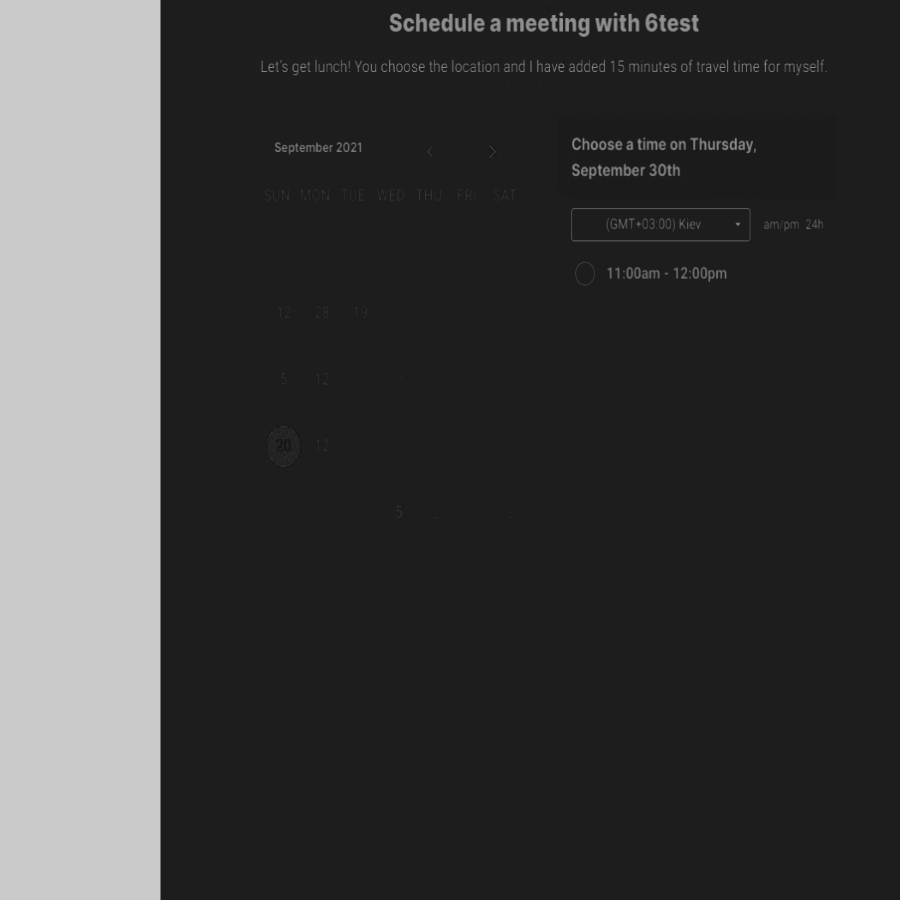 Schedule a meeting with 6test
Let's get lunch! You choose the location and I have added 15 minutes of travel time for myself.
September 2021
SUN MON TUE WED THU FRI SAT
12 28 19
5 12
20 12
5
Choose a time on Thursday,
September 30th
(GMT+03:00) Kiev
am/pm 24h
11:00am - 12:00pm